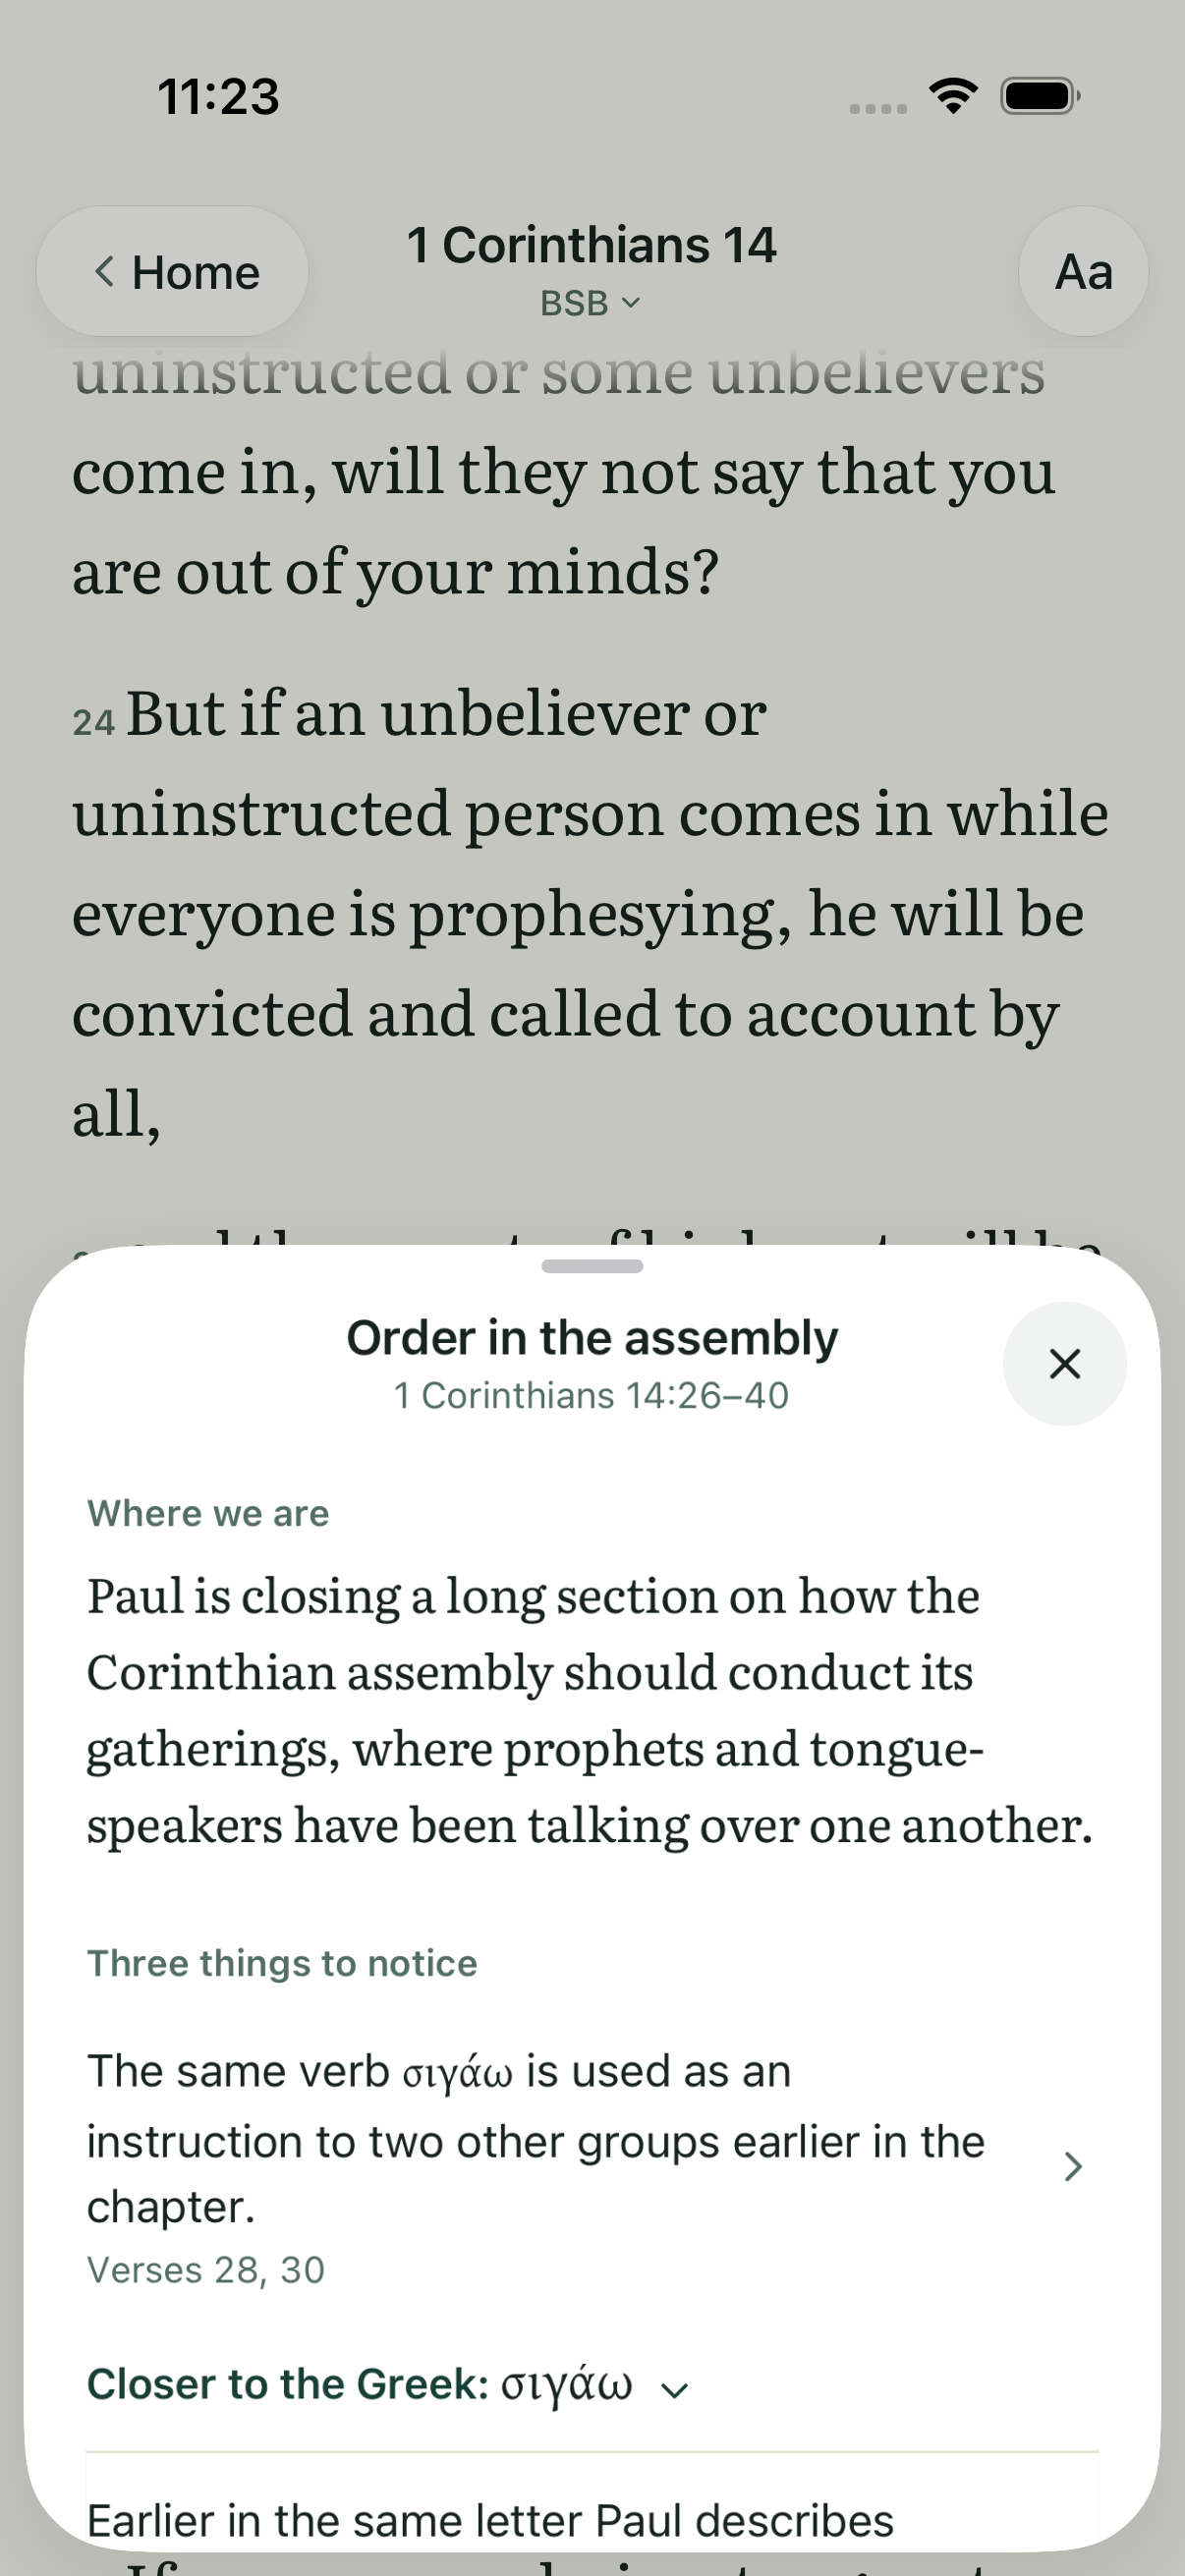 11:23
Home
1 Corinthians 14
BSB
Aa
uninstructed or some unbelievers
come in, will they not say that you
are out of your minds?
24 But if an unbeliever or
uninstructed person comes in while
everyone is prophesying, he will be
convicted and called to account by
all,
Order in the assembly
1 Corinthians 14:26–40
Where we are
Paul is closing a long section on how the
Corinthian assembly should conduct its
gatherings, where prophets and tongue-
speakers have been talking over one another.
Three things to notice
The same verb σιγάω is used as an
instruction to two other groups earlier in the
chapter.
Verses 28, 30
Closer to the Greek: σιγάω
Earlier in the same letter Paul describes